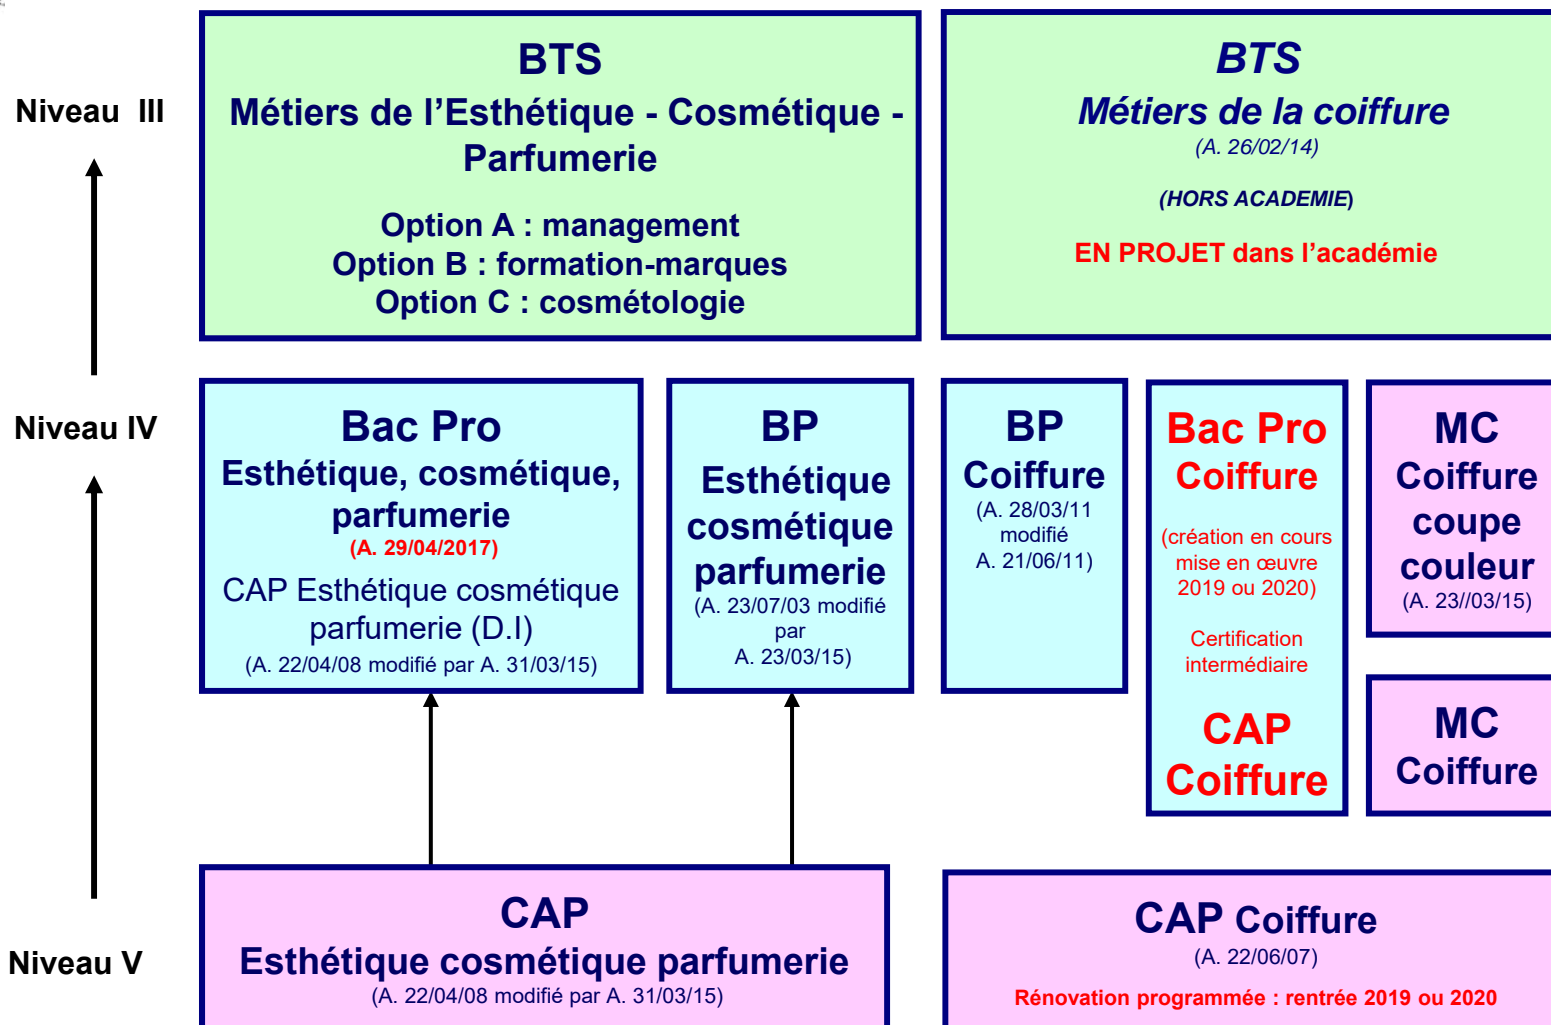 Niveau III
BTS
Métiers de l'Esthétique - Cosmétique -
Parfumerie
Option A : management
Option B : formation-marques
Option C : cosmétologie
BTS
Métiers de la coiffure
(A. 26/02/14)
(HORS ACADEMIE)
EN PROJET dans l'académie
Niveau IV
Bac Pro
Esthétique, cosmétique,
parfumerie
(A. 29/04/2017)
CAP Esthétique cosmétique
parfumerie (D.I)
(A. 22/04/08 modifié par A. 31/03/15)
BP
Esthétique
cosmétique
parfumerie
(A. 23/07/03 modifié
par
A. 23/03/15)
BP
Coiffure
(A. 28/03/11
modifié
A. 21/06/11)
Bac Pro
Coiffure
(création en cours
mise en œuvre
2019 ou 2020)
Certification
intermédiaire
CAP
Coiffure
MC
Coiffure
coupe
couleur
(A. 23//03/15)
MC
Coiffure
Niveau V
CAP
Esthétique cosmétique parfumerie
(A. 22/04/08 modifié par A. 31/03/15)
CAP Coiffure
(A. 22/06/07)
Rénovation programmée : rentrée 2019 ou 2020